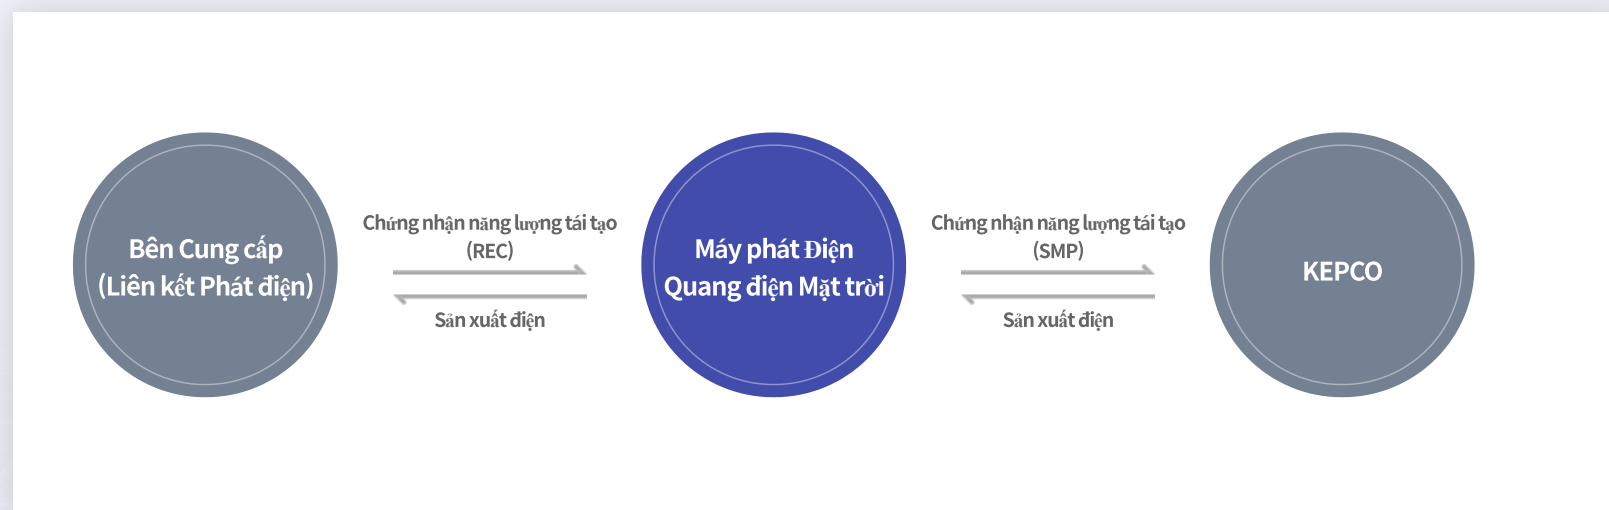 Bên Cung cấp
(Liên kết Phát điện)
Chứng nhận năng lượng tái tạo
(REC)
Sản xuất điện
Máy phát Điện
Quang điện Mặt trời
Chứng nhận năng lượng tái tạo
(SMP)
Sản xuất điện
KEPCO